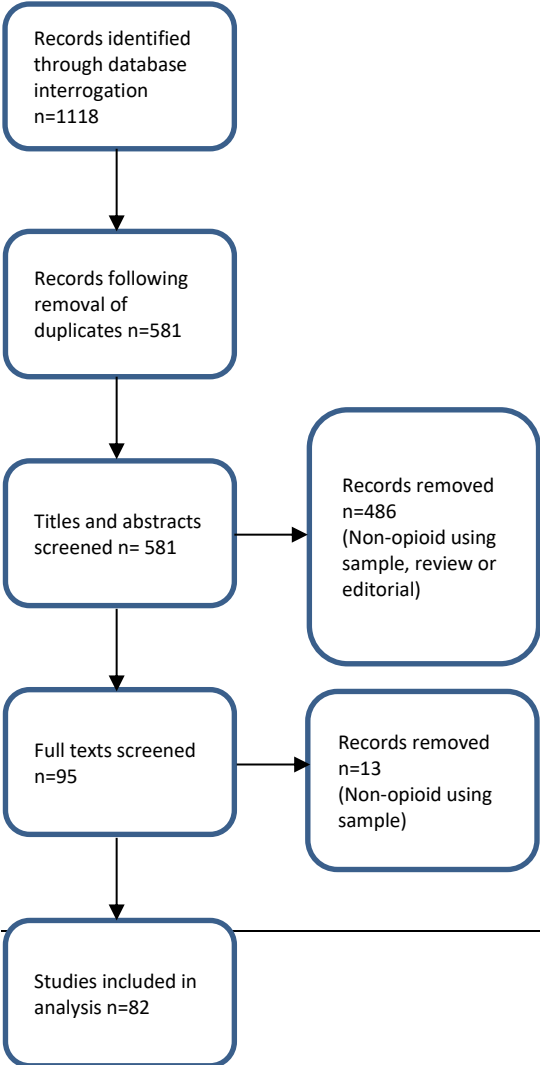 Records identified
through database
interrogation
n=1118
Records following
removal of
duplicates n=581
Titles and abstracts
screened n= 581
Records removed
n=486
(Non-opioid using
sample, review or
editorial)
Full texts screened
n=95
Records removed
n=13
(Non-opioid using
sample)
Studies included in
analysis n=82